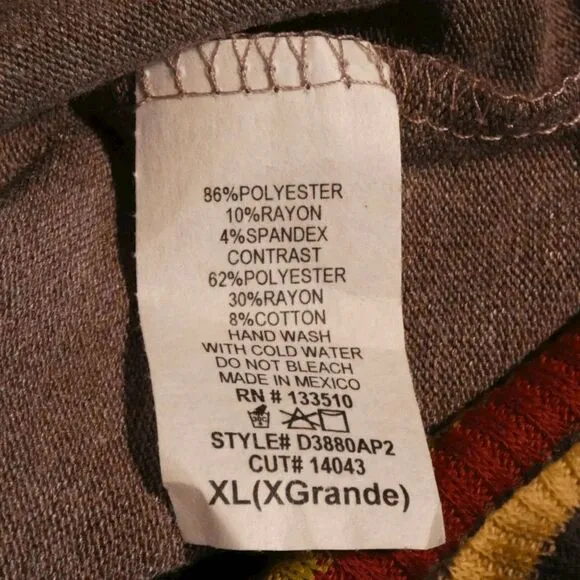 86%POLYESTER
10%RAYON
4%SPANDEX
CONTRAST
62%POLYESTER
30%RAYON
8%COTTON
HAND WASH
WITH COLD WATER
DO NOT BLEACH
MADE IN MEXICO
RN # 133510
STYLE# D3880AP2
CUT# 14043
XL(XGrande)